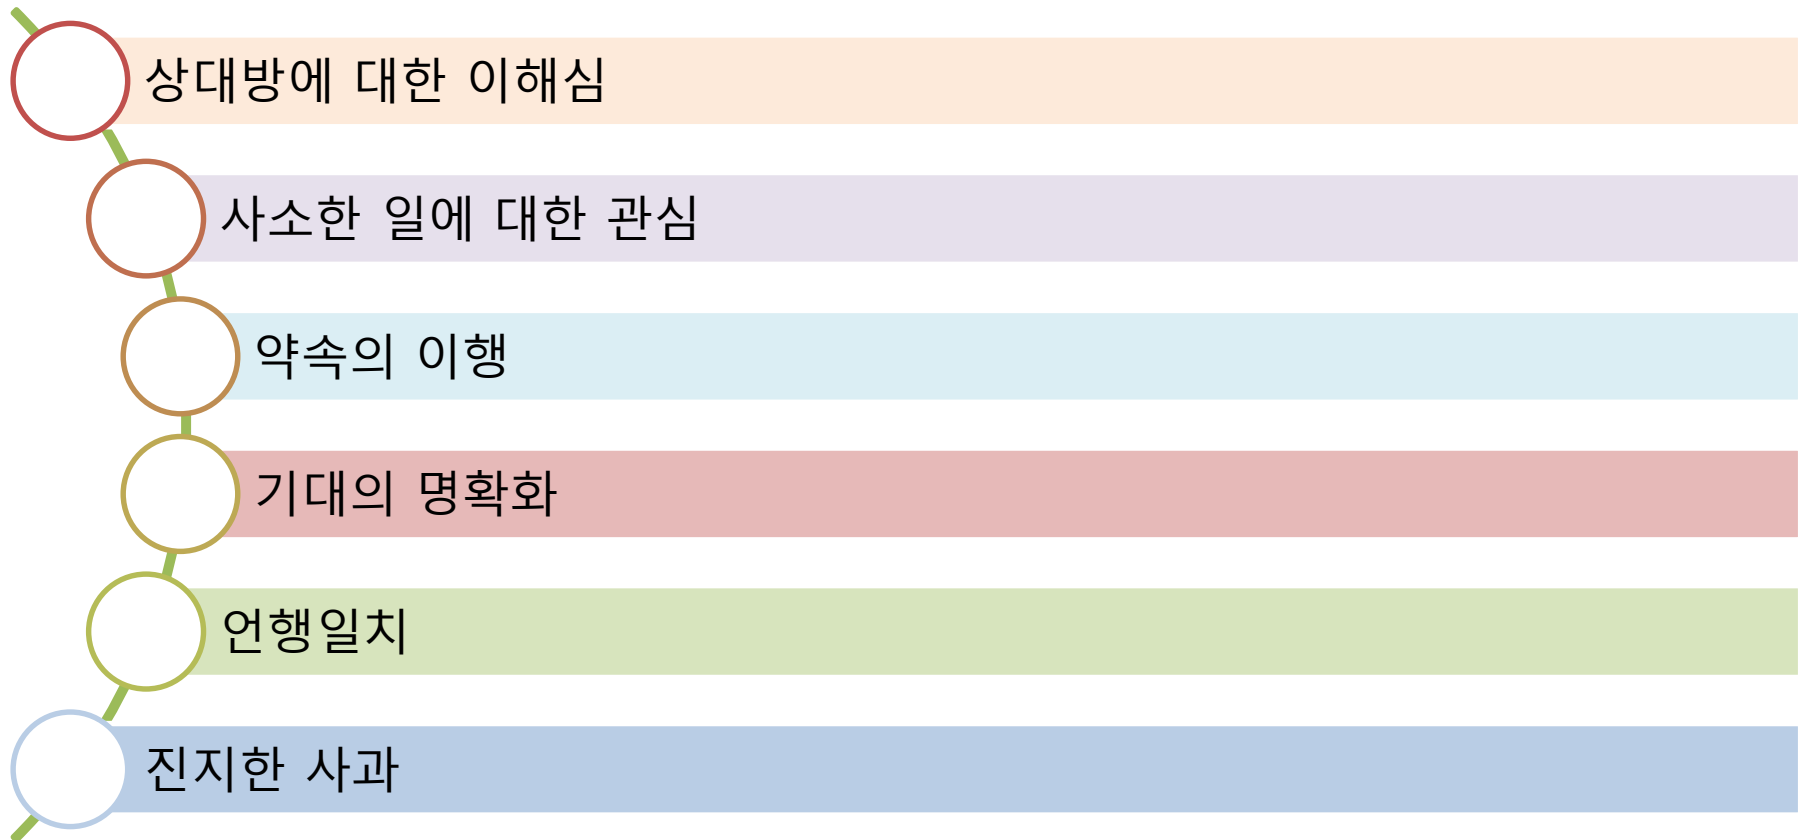 상대방에 대한 이해심
사소한 일에 대한 관심
약속의 이행
기대의 명확화
언행일치
진지한 사과